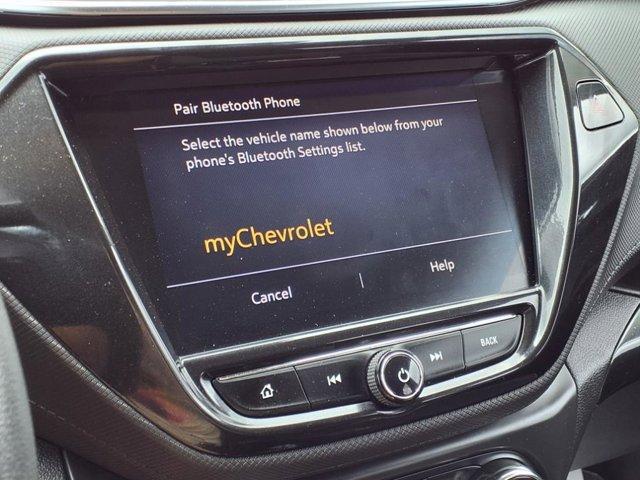 Pair Bluetooth Phone
Select the vehicle name shown below from your
phone's Bluetooth Settings list.
myChevrolet
Cancel
Help
BACK